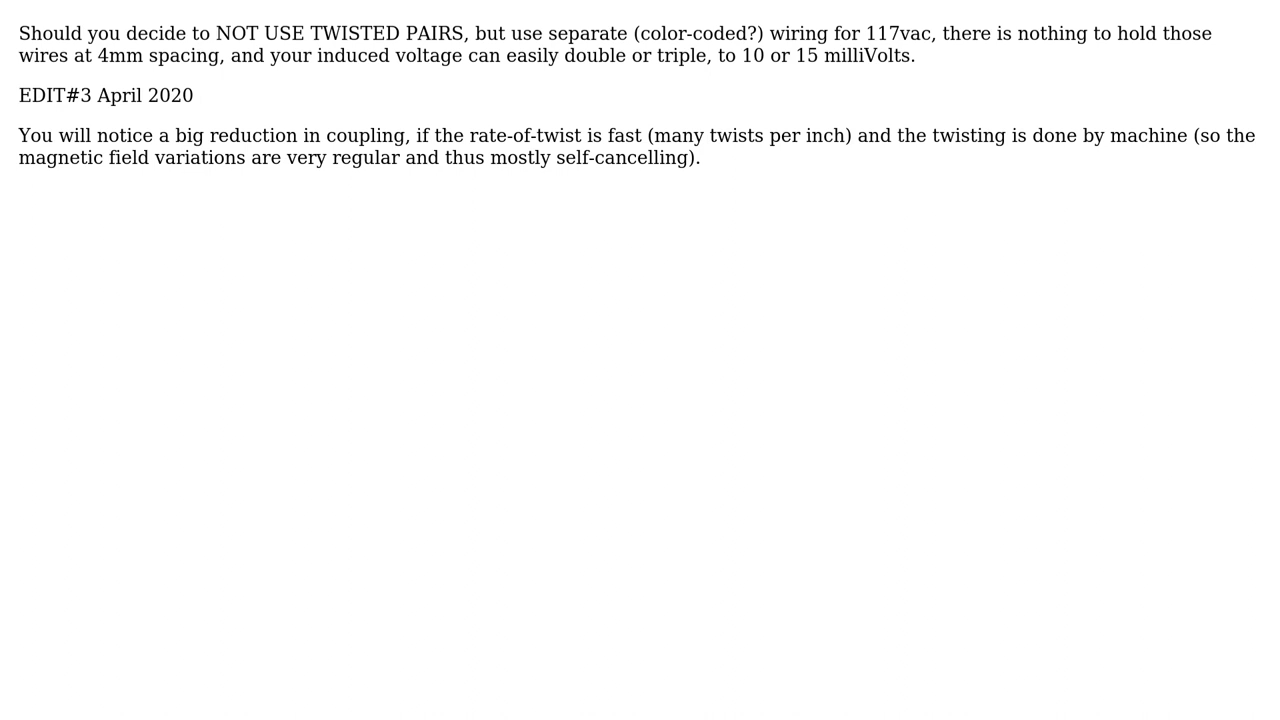 Should you decide to NOT USE TWISTED PAIRS, but use separate (color-coded?) wiring for 117vac, there is nothing to hold those
wires at 4mm spacing, and your induced voltage can easily double or triple, to 10 or 15 milliVolts.
EDIT#3 April 2020
You will notice a big reduction in coupling, if the rate-of-twist is fast (many twists per inch) and the twisting is done by machine (so the
magnetic field variations are very regular and thus mostly self-cancelling).